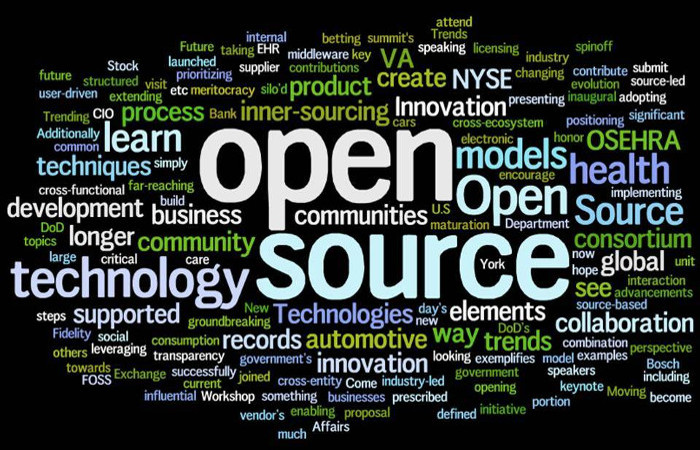 attend
internal betting summit's Trends spinoff
Future taking EHR middleware key VA speaking licensing industry
Stock launched contributions changing contribute submit
future structured prioritizing supplier silo'd product create NYSE evolution source-led
user-driven visit etc meritocracy presenting inaugural adopting
extending Bank inner-sourcing Innovation positioning significant
Trending CIO process cars cross-ecosystem
Additionally learn open electronic honor OSEHRA
common models
techniques simply encourage health
cross-functional far-reaching Open implementing
development build business communities U.S Source
DoD topics longer community maturation Department consortium
large critical care source York now hope global unit
technology see interaction advancements
steps supported New Technologies day's new elements source-based collaboration
groundbreaking
Fidelity social consumption records automotive way DoD's trends combination perspective
others leveraging transparency government's innovation looking exemplifies model examples Bosch
towards successfully government speakers including
FOSS Exchange current joined cross-entity Come industry-led opening keynote Moving become
influential Workshop something businesses prescribed portion
vendor's enabling proposal defined initiative
much Affairs